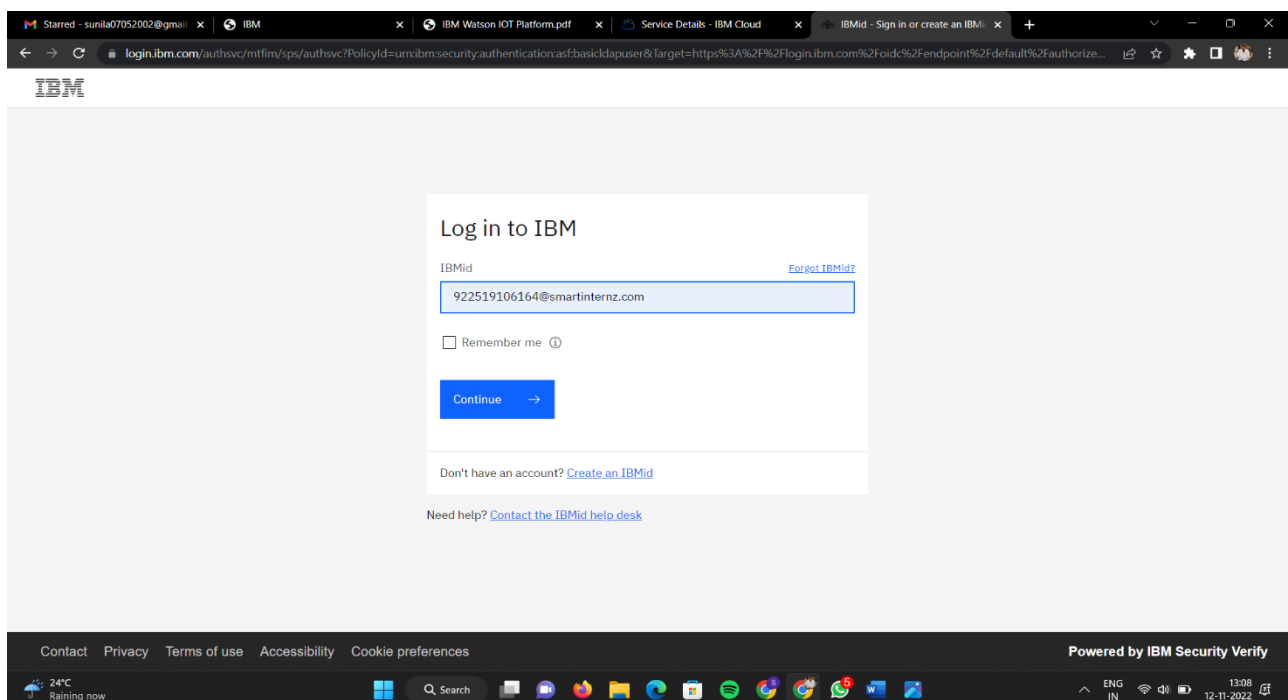 Starred - sunila07052002@gmail
IBM
IBM Watson IOT Platform.pdf
Service Details - IBM Cloud
IBMid - Sign in or create an IBMi
login.ibm.com/authsvc/mtfim/sps/authsvc?PolicyId=urn:ibm:security:authentication:asf:basicldapuser&Target=https%3A%2F%2Flogin.ibm.com%2Foidc%2Fendpoint%2Fdefault%2Fauthorize...
IBM
Log in to IBM
IBMid
Forgot IBMid?
922519106164@smartinternz.com
Remember me
Continue
Don't have an account? Create an IBMid
Need help? Contact the IBMid help desk
Contact Privacy Terms of use Accessibility Cookie preferences
Powered by IBM Security Verify
24°C
Raining now
Search
5
ENG
IN
13:08
12-11-2022